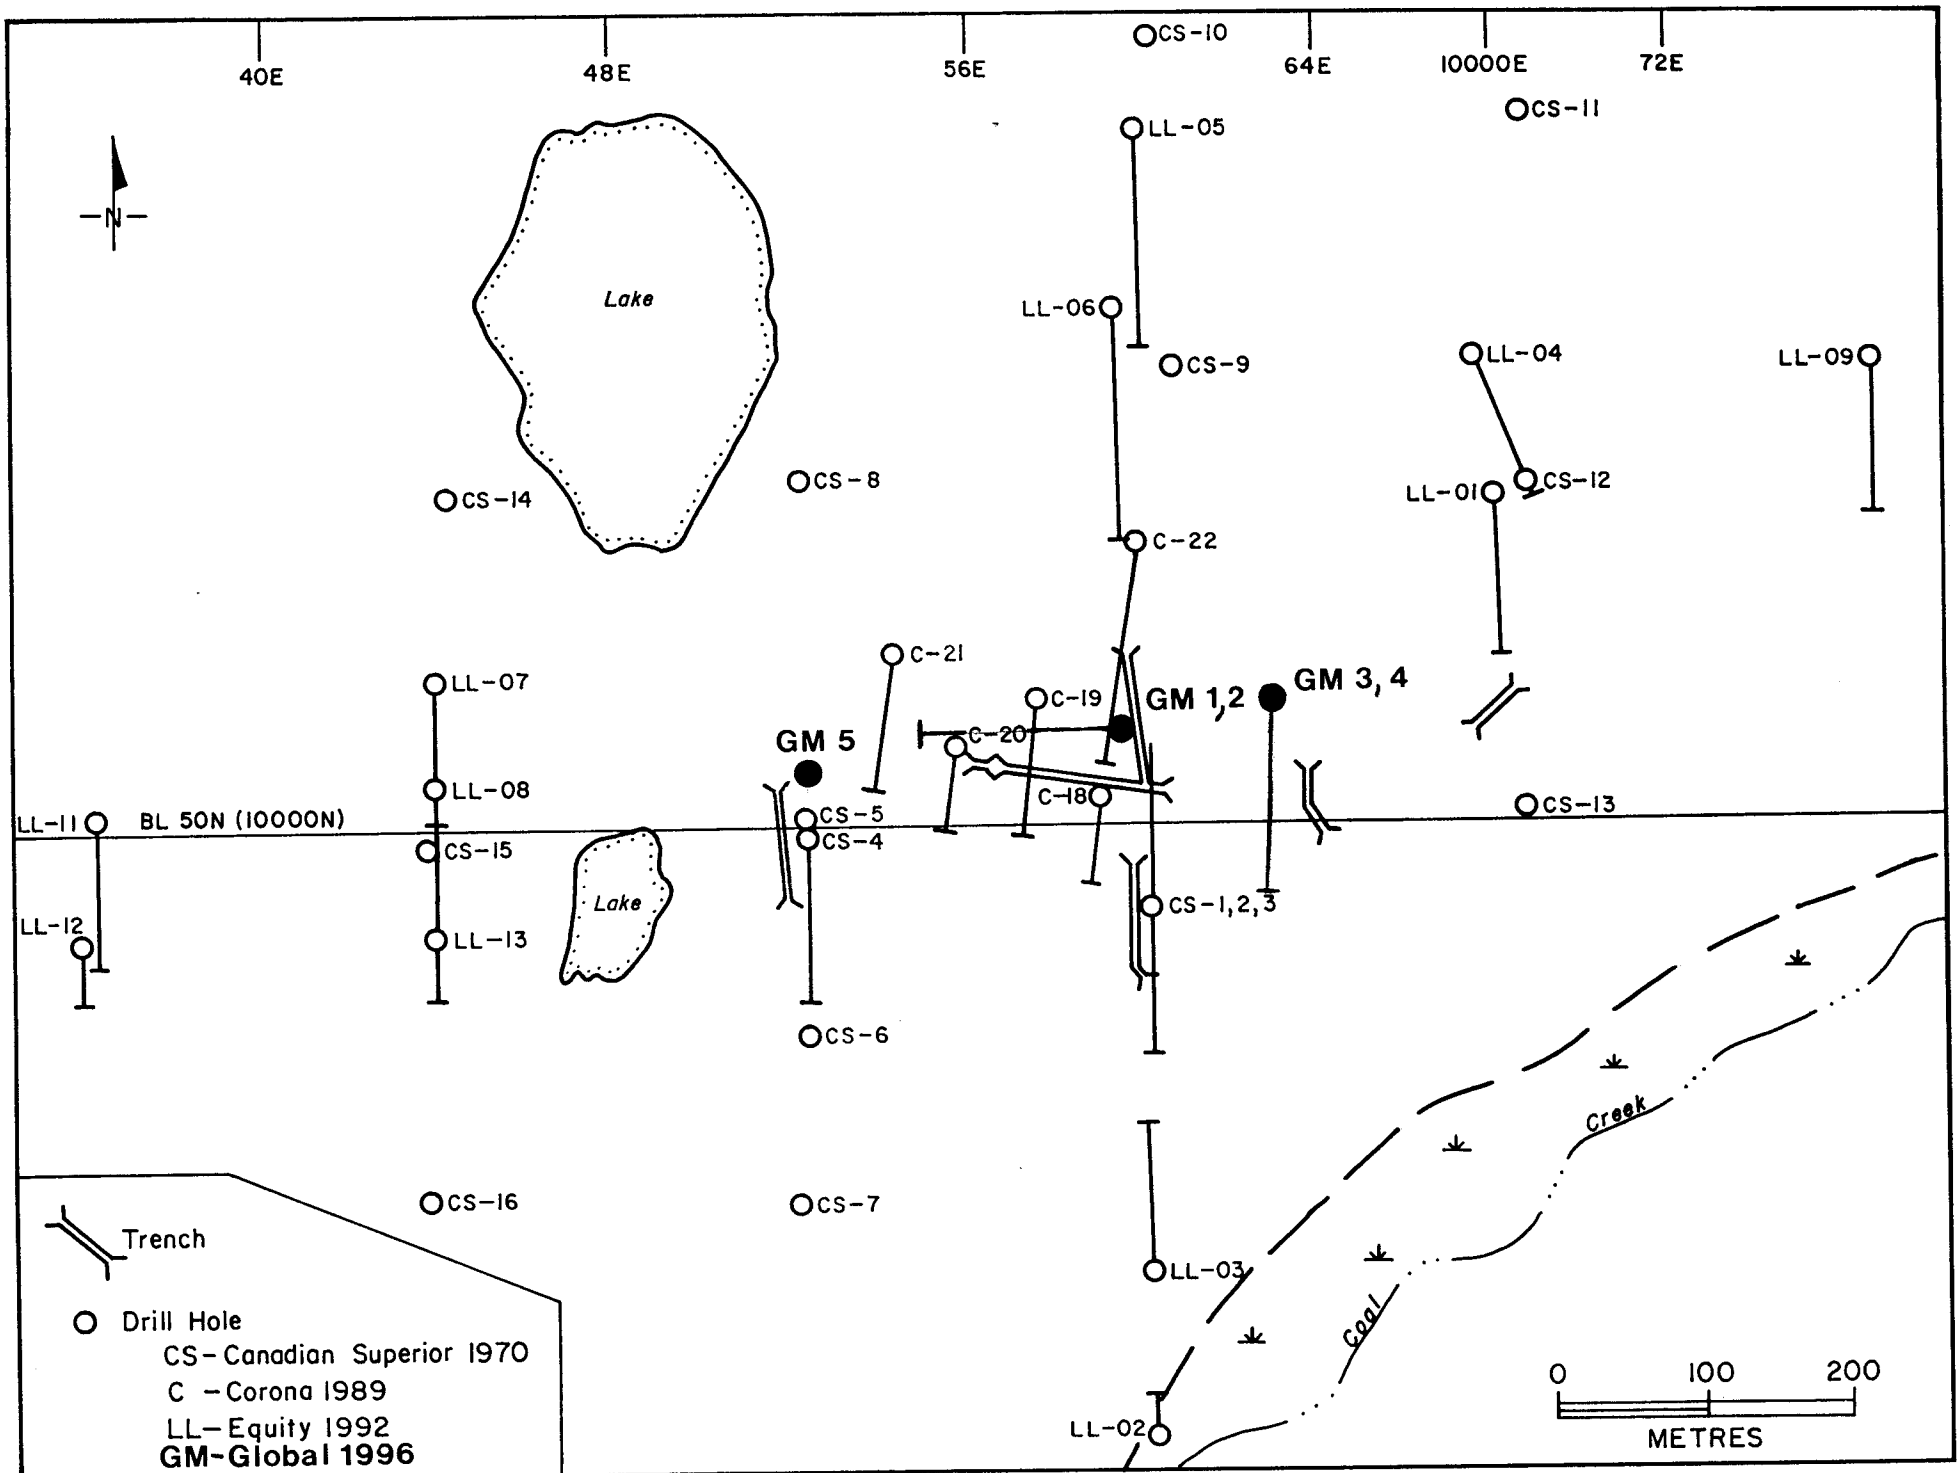 CS-10
40E 48E 56E 64E 10000E 72E
CS-11
LL-05
N
Lake
LL-06
CS-9
LL-04
LL-09
CS-14
CS-8
LL-01
CS-12
C-22
C-21
LL-07
C-19
GM 1,2
GM 3,4
C-20
GM 5
LL-08
C-18
CS-13
LL-11
BL 50N (10000N)
CS-5
CS-4
CS-15
Lake
CS-1,2,3
LL-12
LL-13
CS-6
Creek
CS-16
CS-7
Trench
LL-03
Coal
Drill Hole
CS-Canadian Superior 1970
C -Corona 1989
LL-Equity 1992
GM-Global 1996
LL-02
0 100 200
METRES